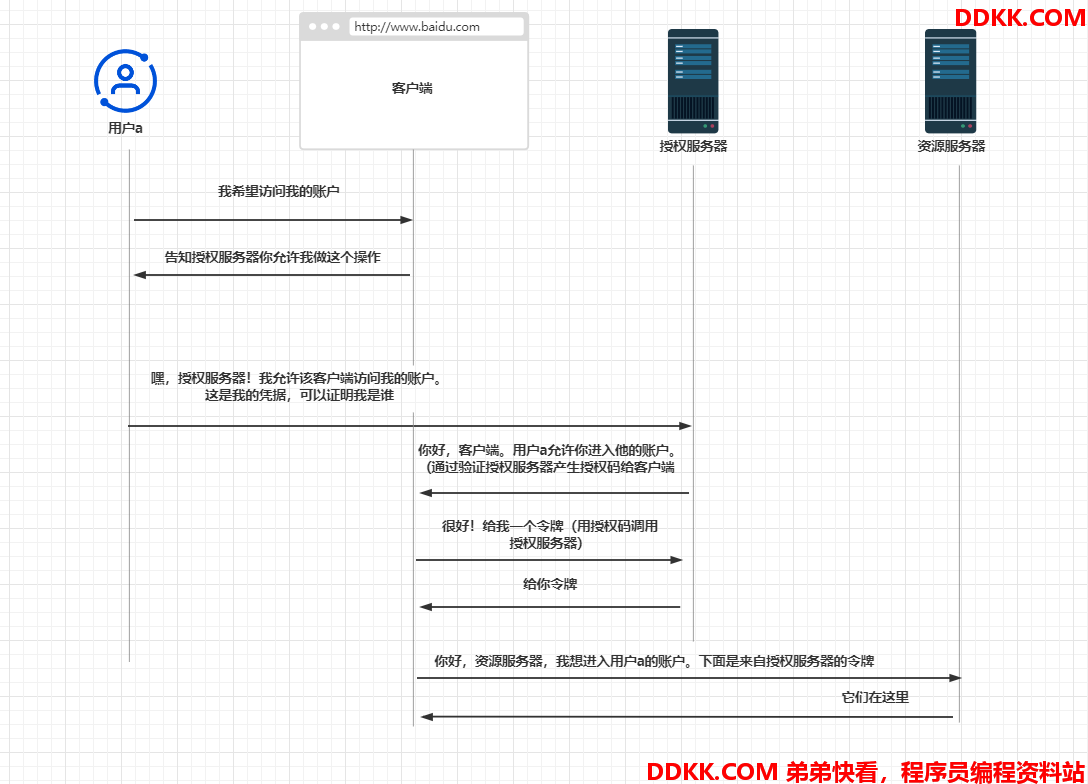 DDKK.COM
http://www.baidu.com
客户端
用户a
授权服务器
资源服务器
我希望访问我的账户
告知授权服务器你允许我做这个操作
嘿，授权服务器！我允许该客户端访问我的账户。
这是我的凭据，可以证明我是谁
你好，客户端。用户a允许你进入他的账户。
（通过验证授权服务器产生授权码给客户端
很好！给我一个令牌（用授权码调用
授权服务器）
给你令牌
你好，资源服务器，我想进入用户a的账户。下面是来自授权服务器的令牌
它们在这里
DDKK.COM 弟弟快看，程序员编程资料站